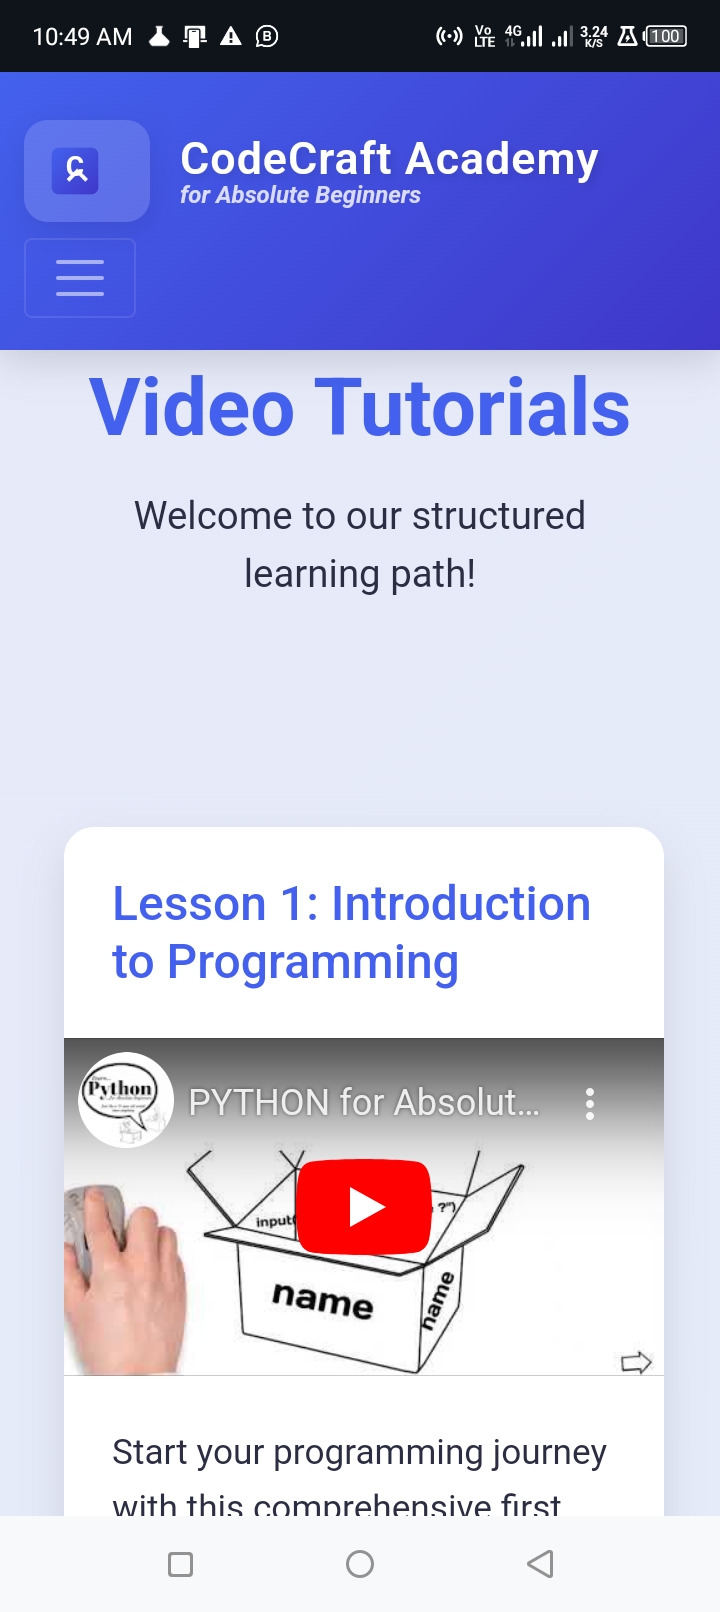 10:49 AM
Vo LTE 4G 3.24 K/S 100
CodeCraft Academy
for Absolute Beginners
Video Tutorials
Welcome to our structured
learning path!
Lesson 1: Introduction
to Programming
Python
PYTHON for Absolut...
input(
?")
name
name
Start your programming journey
with this comprehensive first